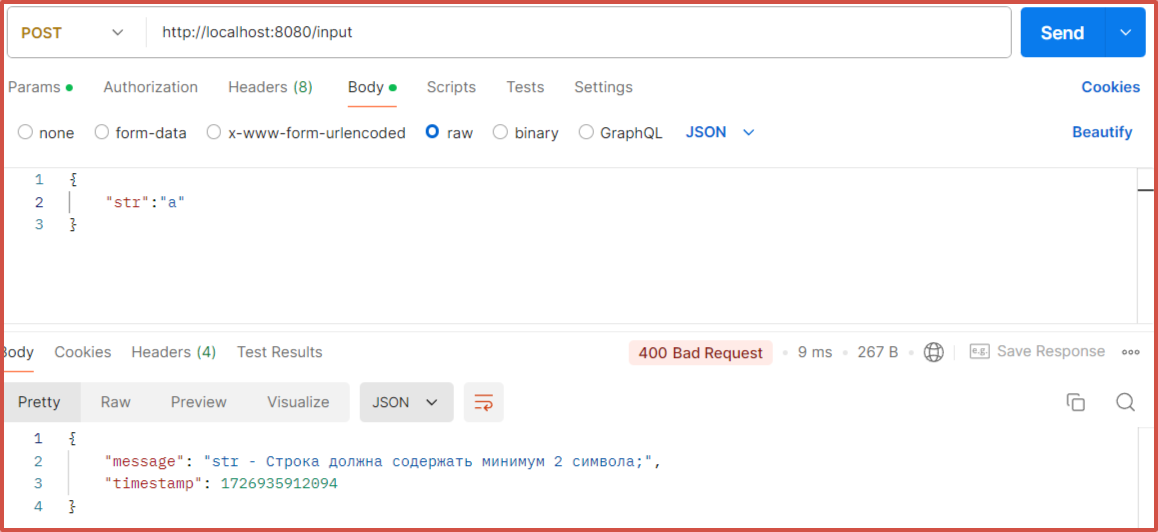 POST http://localhost:8080/input Send
Params Authorization Headers (8) Body Scripts Tests Settings Cookies
none form-data x-www-form-urlencoded raw binary GraphQL JSON Beautify
1 {
2 "str":"a"
3 }
Body Cookies Headers (4) Test Results 400 Bad Request 9 ms 267 B e.g. Save Response
Pretty Raw Preview Visualize JSON
1 {
2 "message": "str - Строка должна содержать минимум 2 символа;",
3 "timestamp": 1726935912094
4 }